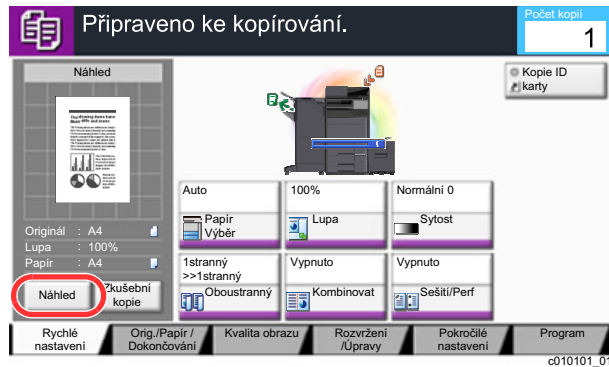 Připraveno ke kopírování.
Počet kopií
1
Náhled
Kopie ID
karty
Originál : A4
Lupa : 100%
Papír : A4
Náhled
Zkušební
kopie
Auto
Papír
Výběr
100%
Lupa
Normální 0
Sytost
1stranný
>>1stranný
Oboustranný
Vypnuto
Kombinovat
Vypnuto
Sešití/Perf
Rychlé
nastavení
Orig./Papír /
Dokončování
Kvalita obrazu
Rozvržení
/Úpravy
Pokročilé
nastavení
Program
c010101_01